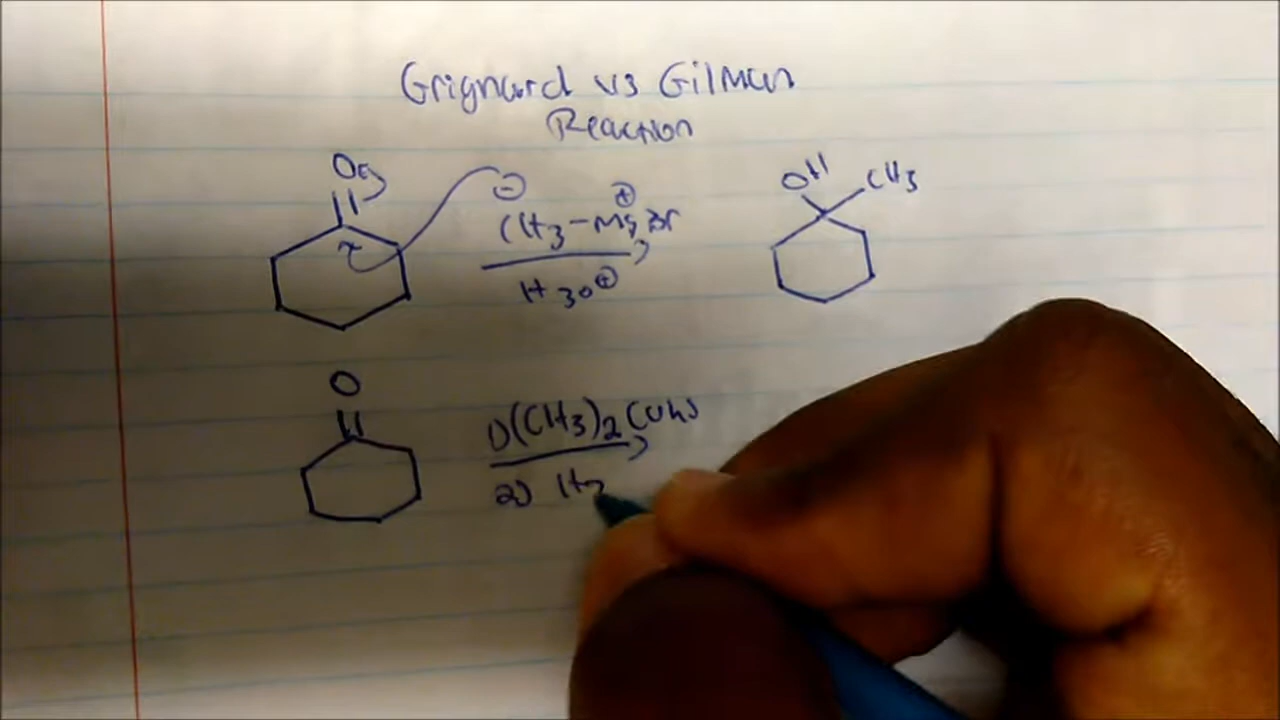 Grignard vs Gilman
Reaction
O
⊖
⊕
CH3-MgBr
H3O⊕
OH
CH3
O
1)(CH3)2CuLi
2) H3